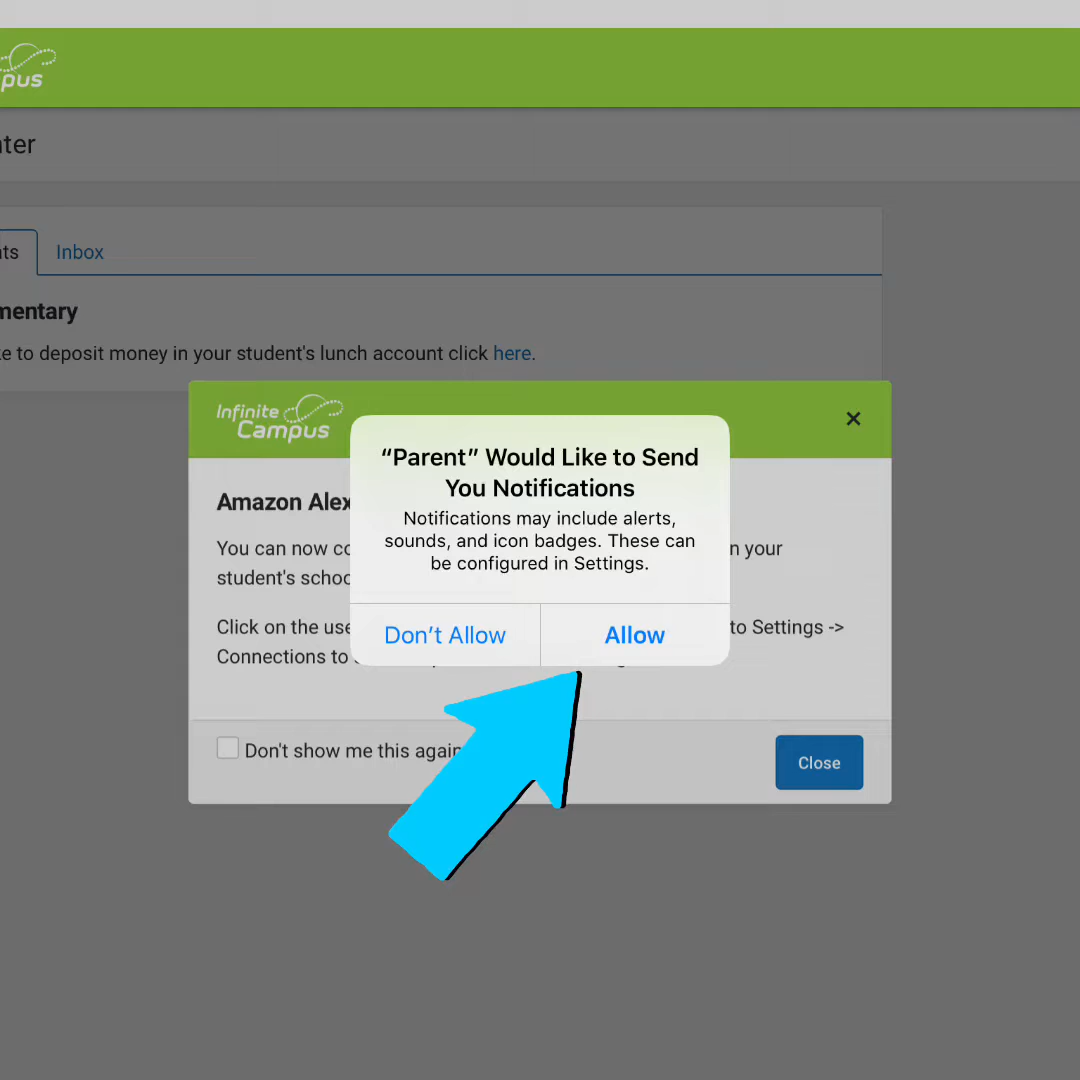 pus
nter
nts
Inbox
mentary
ke to deposit money in your student's lunch account click here.
Infinite
Campus
×
“Parent” Would Like to Send
You Notifications
Notifications may include alerts,
sounds, and icon badges. These can
be configured in Settings.
Don’t Allow
Allow
Amazon Alex
You can now co
n your
student's schoo
Click on the use
to Settings ->
Connections to
Don't show me this again
Close